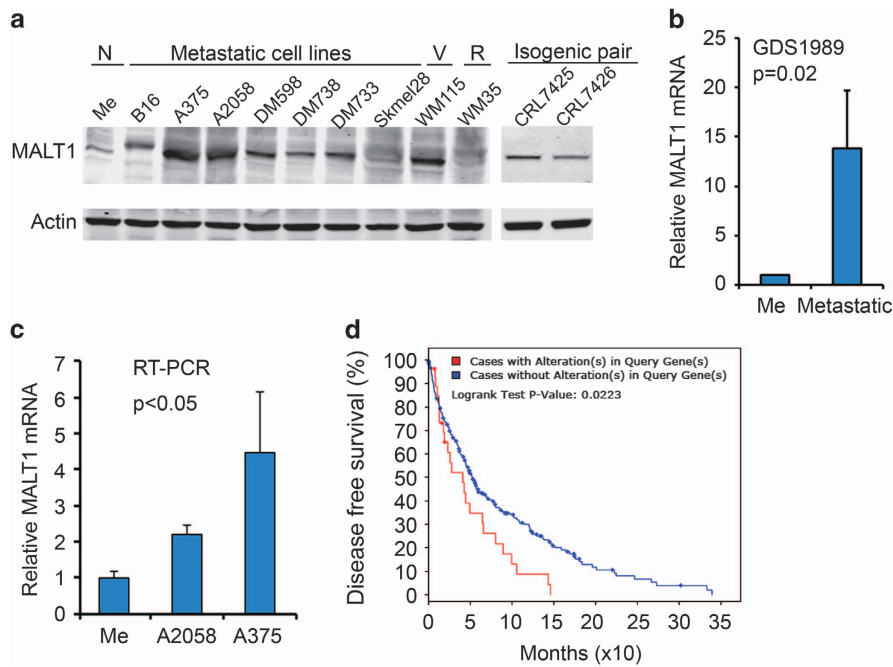 a
N Metastatic cell lines V R Isogenic pair
Me B16 A375 A2058 DM598 DM738 DM733 Skmel28 WM115 WM35 CRL7425 CRL7426
MALT1
Actin
b
Relative MALT1 mRNA
25
20
15
10
5
0
GDS1989
p=0.02
Me Metastatic
c
Relative MALT1 mRNA
7
6
5
4
3
2
1
0
RT-PCR
p<0.05
Me A2058 A375
d
Disease free survival (%)
100
90
80
70
60
50
40
30
20
10
0
Cases with Alteration(s) in Query Gene(s)
Cases without Alteration(s) in Query Gene(s)
Logrank Test P-Value: 0.0223
0 5 10 15 20 25 30 35
Months (x10)